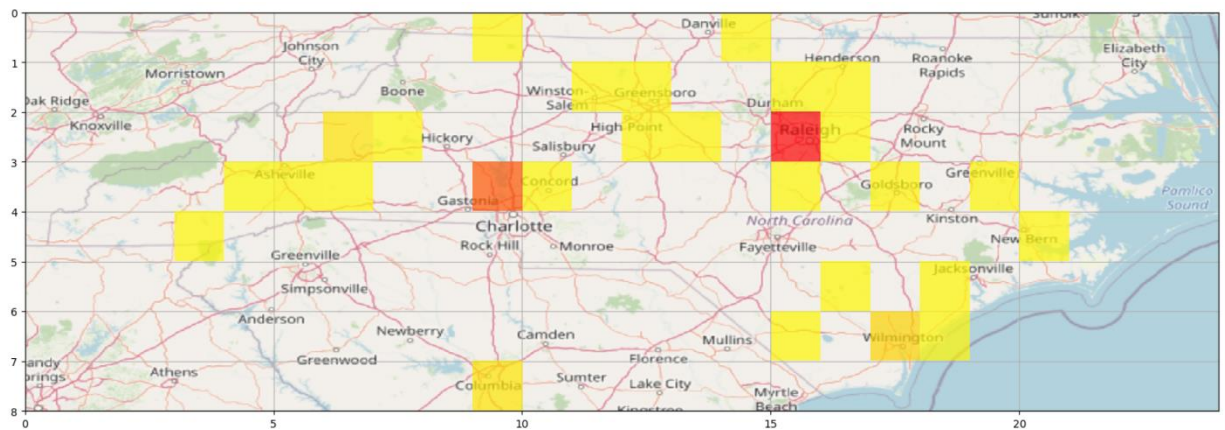 0
Danville
Suffolk
Johnson
City
1
Henderson
Roanoke
Rapids
Elizabeth
City
Morristown
Boone
Winston-
Salem
Greensboro
Durham
Oak Ridge
Knoxville
2
Hickory
High Point
Raleigh
Rocky
Mount
Salisbury
3
Asheville
Concord
Goldsboro
Greenville
Gastonia
Pamlico
Sound
4
Charlotte
North Carolina
Kinston
Rock Hill
Monroe
Fayetteville
New Bern
Greenville
5
Jacksonville
Simpsonville
6
Anderson
Newberry
Camden
Mullins
Wilmington
Greenwood
Florence
7
andy
prings
Athens
Columbia
Sumter
Lake City
Myrtle
Beach
Kingstree
8
0
5
10
15
20